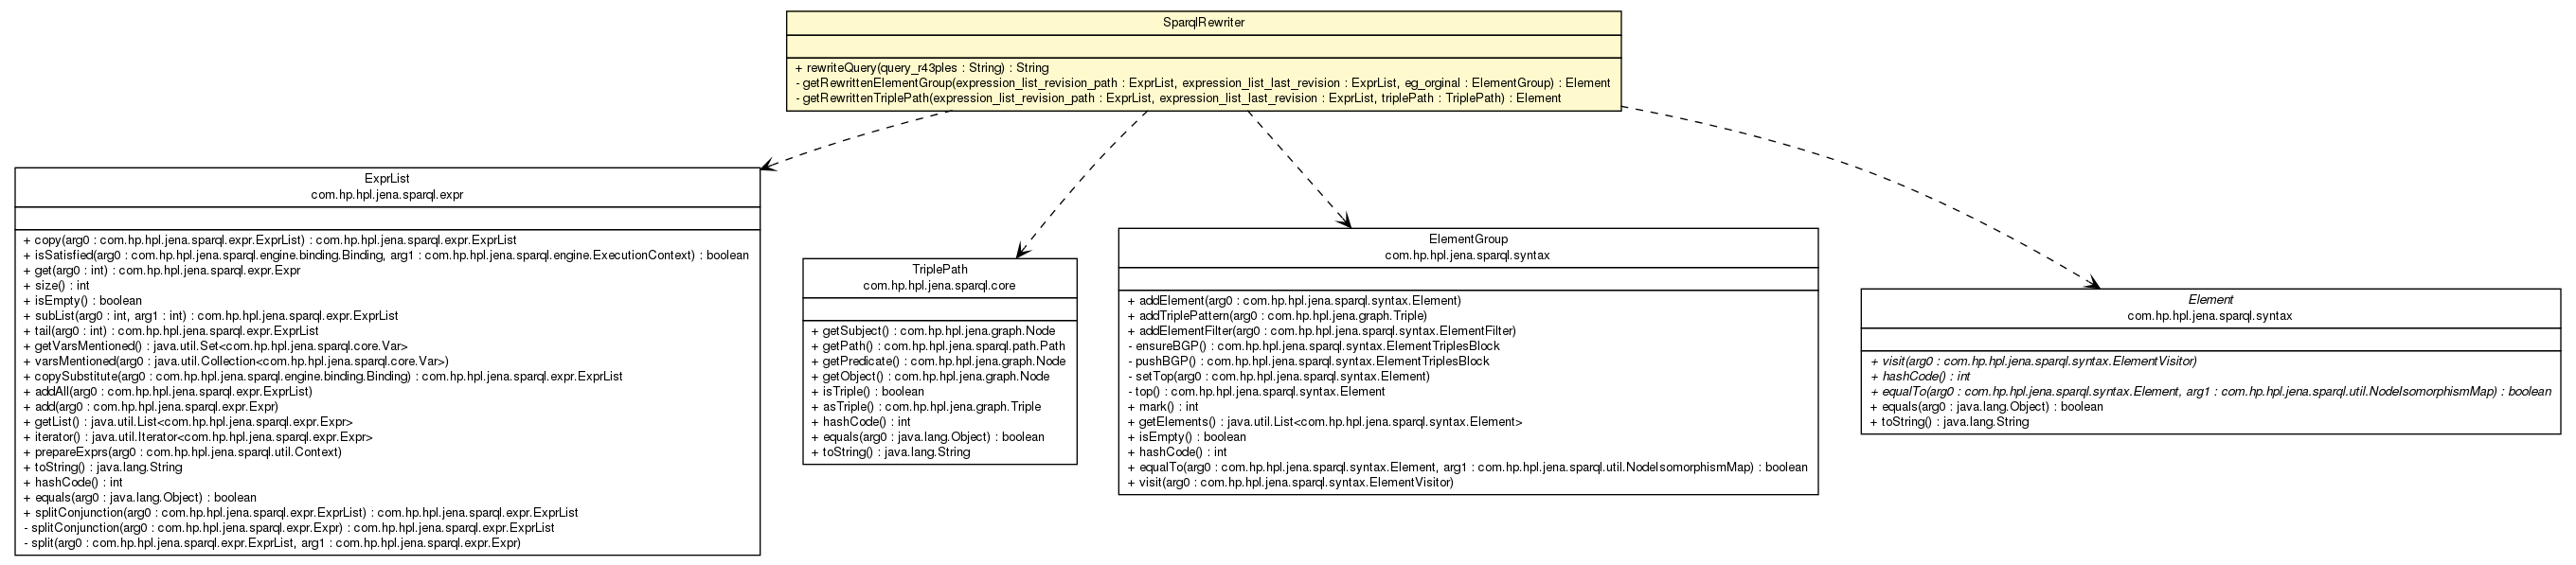 SparqlRewriter
+ rewriteQuery(query_r43ples : String) : String
- getRewrittenElementGroup(expression_list_revision_path : ExprList, expression_list_last_revision : ExprList, eg_orginal : ElementGroup) : Element
- getRewrittenTriplePath(expression_list_revision_path : ExprList, expression_list_last_revision : ExprList, triplePath : TriplePath) : Element
ExprList
com.hp.hpl.jena.sparql.expr
+ copy(arg0 : com.hp.hpl.jena.sparql.expr.ExprList) : com.hp.hpl.jena.sparql.expr.ExprList
+ isSatisfied(arg0 : com.hp.hpl.jena.sparql.engine.binding.Binding, arg1 : com.hp.hpl.jena.sparql.engine.ExecutionContext) : boolean
+ get(arg0 : int) : com.hp.hpl.jena.sparql.expr.Expr
+ size() : int
+ isEmpty() : boolean
+ subList(arg0 : int, arg1 : int) : com.hp.hpl.jena.sparql.expr.ExprList
+ tail(arg0 : int) : com.hp.hpl.jena.sparql.expr.ExprList
+ getVarsMentioned() : java.util.Set<com.hp.hpl.jena.sparql.core.Var>
+ varsMentioned(arg0 : java.util.Collection<com.hp.hpl.jena.sparql.core.Var>)
+ copySubstitute(arg0 : com.hp.hpl.jena.sparql.engine.binding.Binding) : com.hp.hpl.jena.sparql.expr.ExprList
+ addAll(arg0 : com.hp.hpl.jena.sparql.expr.ExprList)
+ add(arg0 : com.hp.hpl.jena.sparql.expr.Expr)
+ getList() : java.util.List<com.hp.hpl.jena.sparql.expr.Expr>
+ iterator() : java.util.Iterator<com.hp.hpl.jena.sparql.expr.Expr>
+ prepareExprs(arg0 : com.hp.hpl.jena.sparql.util.Context)
+ toString() : java.lang.String
+ hashCode() : int
+ equals(arg0 : java.lang.Object) : boolean
+ splitConjunction(arg0 : com.hp.hpl.jena.sparql.expr.ExprList) : com.hp.hpl.jena.sparql.expr.ExprList
- splitConjunction(arg0 : com.hp.hpl.jena.sparql.expr.Expr) : com.hp.hpl.jena.sparql.expr.ExprList
- split(arg0 : com.hp.hpl.jena.sparql.expr.ExprList, arg1 : com.hp.hpl.jena.sparql.expr.Expr)
TriplePath
com.hp.hpl.jena.sparql.core
+ getSubject() : com.hp.hpl.jena.graph.Node
+ getPath() : com.hp.hpl.jena.sparql.path.Path
+ getPredicate() : com.hp.hpl.jena.graph.Node
+ getObject() : com.hp.hpl.jena.graph.Node
+ isTriple() : boolean
+ asTriple() : com.hp.hpl.jena.graph.Triple
+ hashCode() : int
+ equals(arg0 : java.lang.Object) : boolean
+ toString() : java.lang.String
ElementGroup
com.hp.hpl.jena.sparql.syntax
+ addElement(arg0 : com.hp.hpl.jena.sparql.syntax.Element)
+ addTriplePattern(arg0 : com.hp.hpl.jena.graph.Triple)
+ addElementFilter(arg0 : com.hp.hpl.jena.sparql.syntax.ElementFilter)
- ensureBGP() : com.hp.hpl.jena.sparql.syntax.ElementTriplesBlock
- pushBGP() : com.hp.hpl.jena.sparql.syntax.ElementTriplesBlock
- setTop(arg0 : com.hp.hpl.jena.sparql.syntax.Element)
- top() : com.hp.hpl.jena.sparql.syntax.Element
+ mark() : int
+ getElements() : java.util.List<com.hp.hpl.jena.sparql.syntax.Element>
+ isEmpty() : boolean
+ hashCode() : int
+ equalTo(arg0 : com.hp.hpl.jena.sparql.syntax.Element, arg1 : com.hp.hpl.jena.sparql.util.NodeIsomorphismMap) : boolean
+ visit(arg0 : com.hp.hpl.jena.sparql.syntax.ElementVisitor)
Element
com.hp.hpl.jena.sparql.syntax
+ visit(arg0 : com.hp.hpl.jena.sparql.syntax.ElementVisitor)
+ hashCode() : int
+ equalTo(arg0 : com.hp.hpl.jena.sparql.syntax.Element, arg1 : com.hp.hpl.jena.sparql.util.NodeIsomorphismMap) : boolean
+ equals(arg0 : java.lang.Object) : boolean
+ toString() : java.lang.String